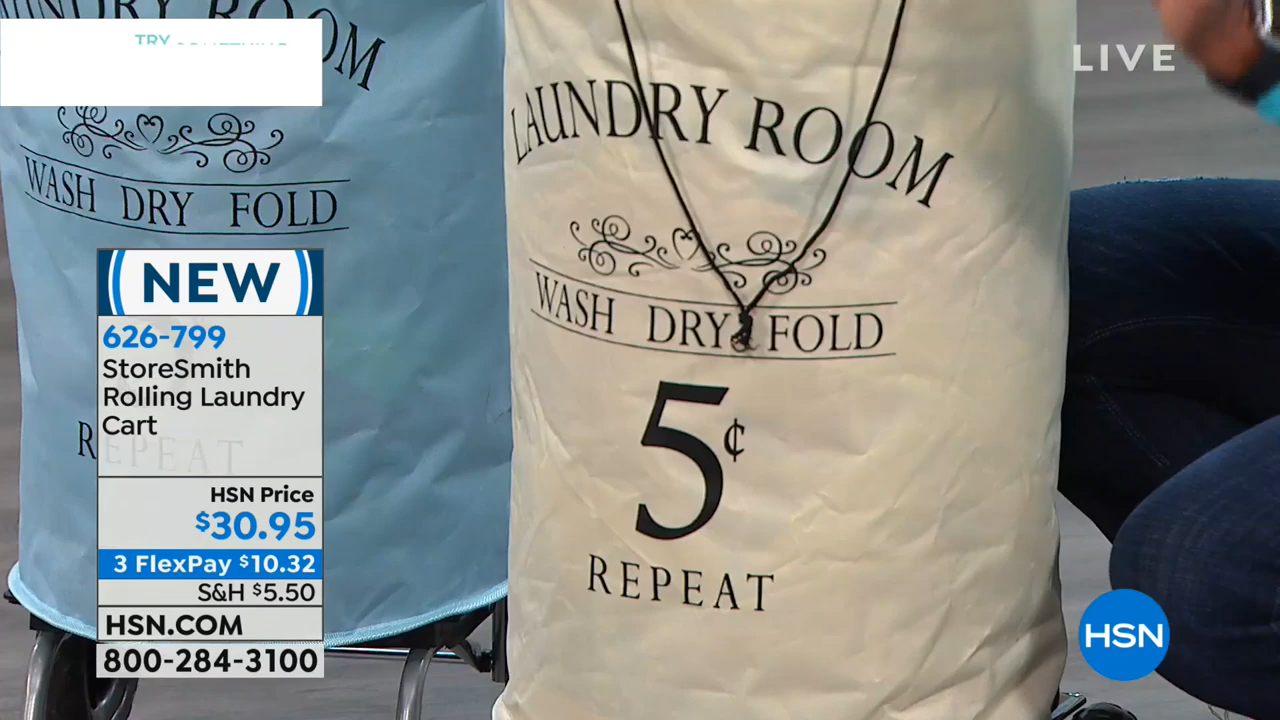 LAUNDRY ROOM
WASH DRY FOLD
REPEAT
TRY
LIVE
LAUNDRY ROOM
WASH DRY FOLD
5¢
REPEAT
NEW
626-799
StoreSmith
Rolling Laundry
Cart
HSN Price
$30.95
3 FlexPay $10.32
S&H $5.50
HSN.COM
800-284-3100
HSN